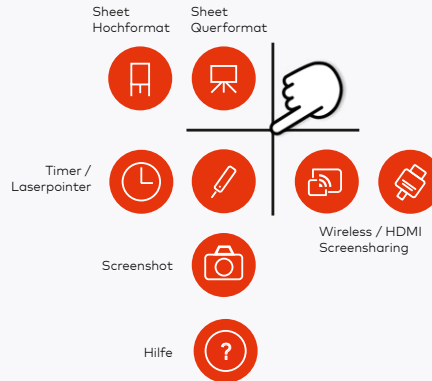 Sheet
Hochformat
Sheet
Querformat
Timer /
Laserpointer
Wireless / HDMI
Screensharing
Screenshot
Hilfe
?